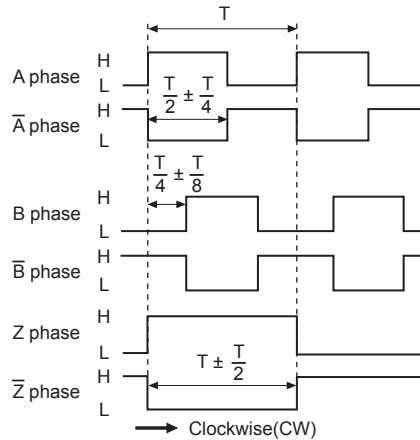 T
A phase H
L
A̅ phase H
L
T/2 ± T/4
T/4 ± T/8
B phase H
L
B̅ phase H
L
Z phase H
L
Z̅ phase H
L
T ± T/2
Clockwise(CW)